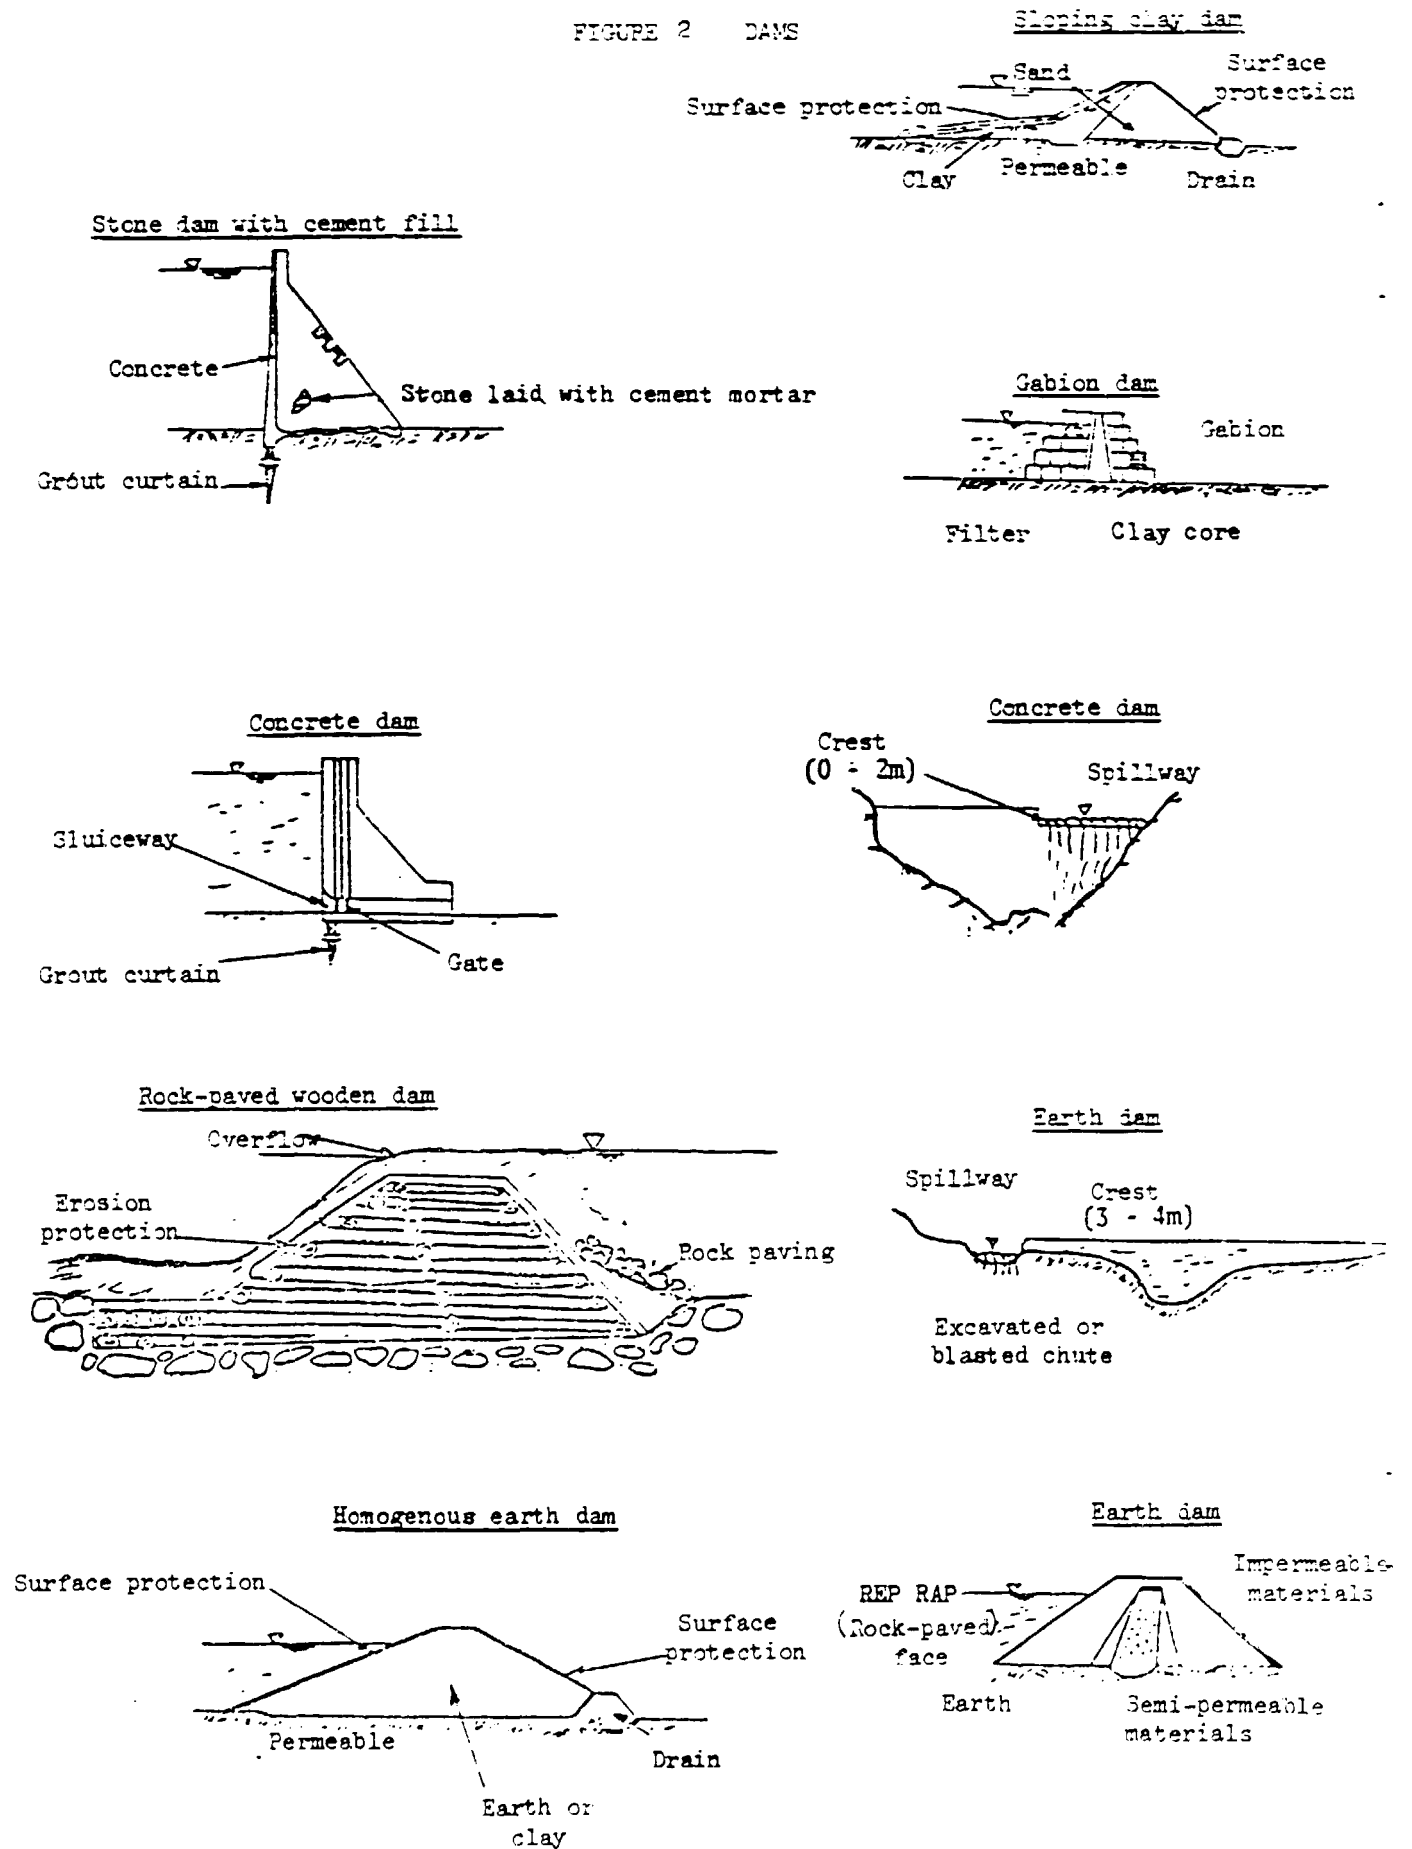 FIGURE 2 DAMS
Sloping clay dam
Sand
Surface
protection
Surface protection
Clay
Permeable
Drain
Stone dam with cement fill
Concrete
Stone laid with cement mortar
Grout curtain
Gabion dam
Gabion
Filter
Clay core
Concrete dam
Sluiceway
Grout curtain
Gate
Concrete dam
Crest
(0 - 2m)
Spillway
Rock-paved wooden dam
Overflow
Erosion
protection
Rock paving
Earth dam
Spillway
Crest
(3 - 4m)
Excavated or
blasted chute
Homogenous earth dam
Surface protection
Surface
protection
Permeable
Drain
Earth or
clay
Earth dam
Impermeable
materials
REP RAP
(Rock-paved)
face
Earth
Semi-permeable
materials